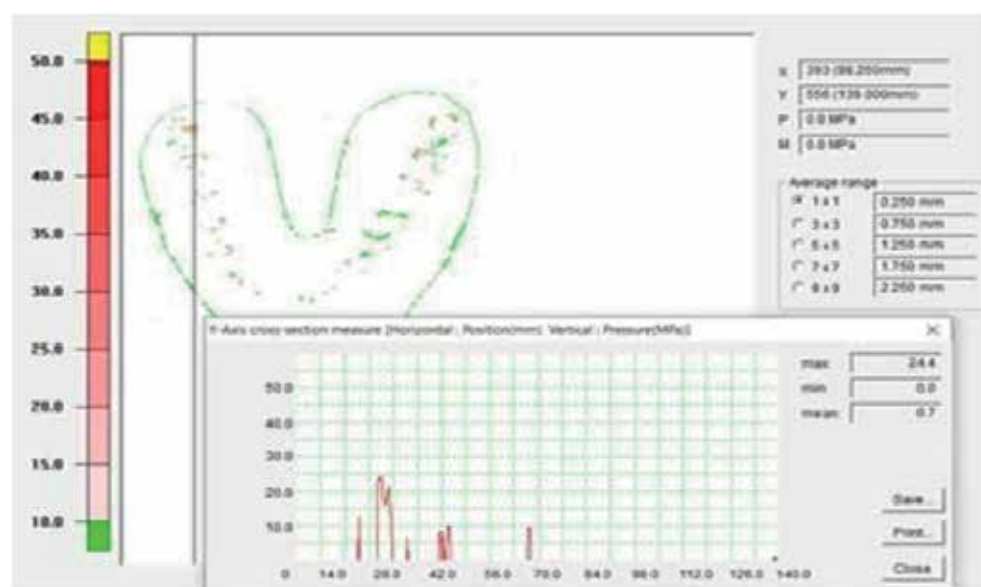 50.0
45.0
40.0
35.0
30.0
25.0
20.0
15.0
10.0
X 393 (98.250mm)
Y 556 (139.000mm)
P 0.0 MPa
M 0.0 MPa
Average range
1 x 1 0.250 mm
3 x 3 0.750 mm
5 x 5 1.250 mm
7 x 7 1.750 mm
9 x 9 2.250 mm
Y-Axis cross-section measure [Horizontal : Position(mm) Vertical : Pressure(MPa)]
max 24.4
min 0.0
mean 0.7
50.0
40.0
30.0
20.0
10.0
0 14.0 28.0 42.0 56.0 70.0 84.0 98.0 112.0 126.0 140.0
Save...
Print...
Close